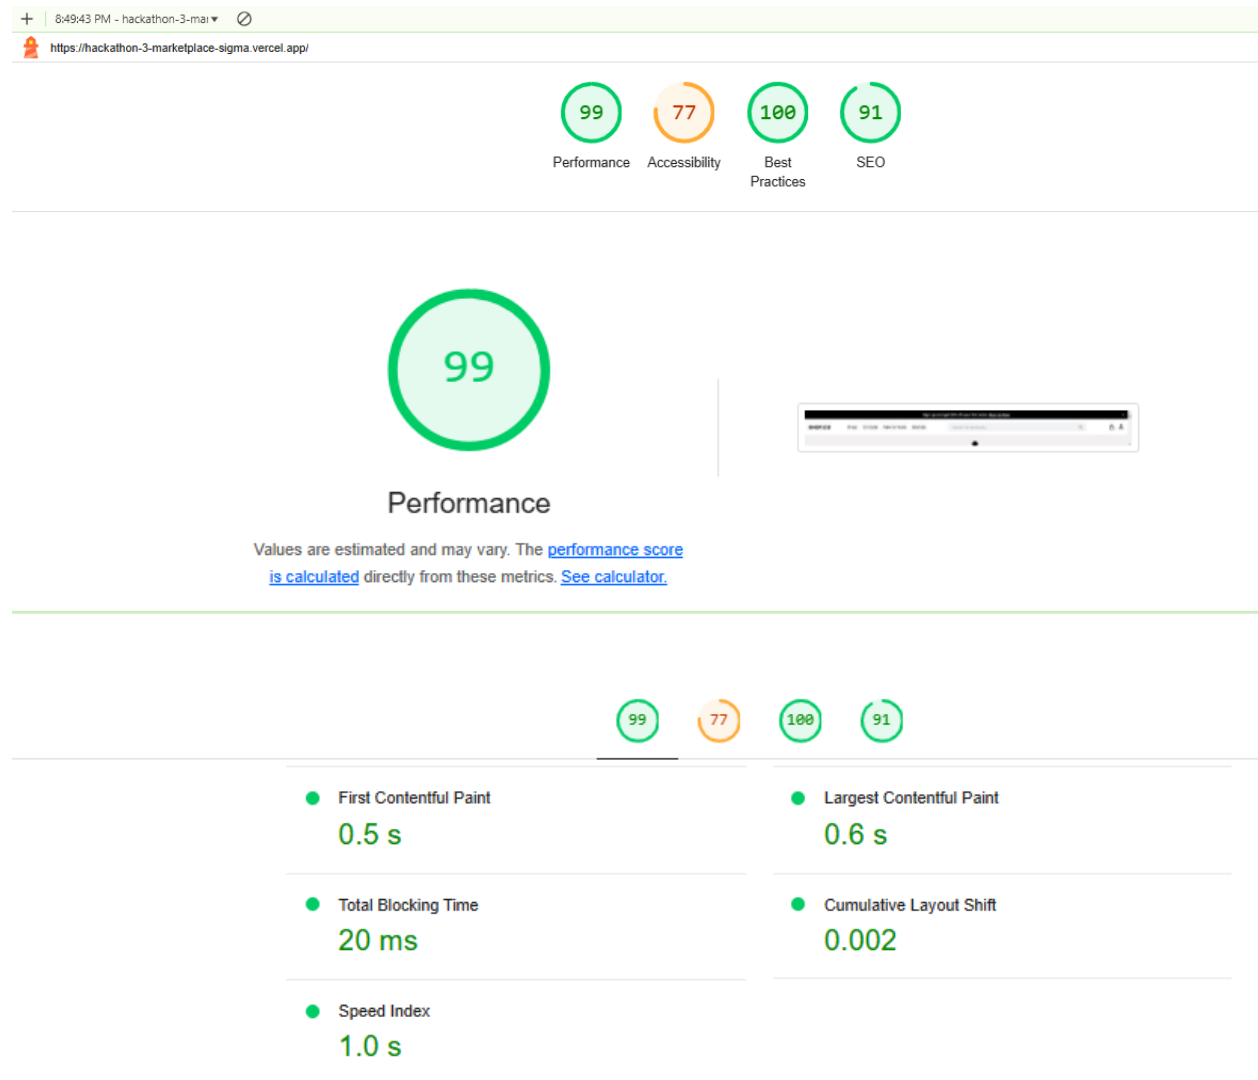 8:49:43 PM - hackathon-3-mar
https://hackathon-3-marketplace-sigma.vercel.app/
99 77 100 91
Performance Accessibility Best Practices SEO
99
Performance
Values are estimated and may vary. The performance score
is calculated directly from these metrics. See calculator.
99 77 100 91
First Contentful Paint
0.5 s
Largest Contentful Paint
0.6 s
Total Blocking Time
20 ms
Cumulative Layout Shift
0.002
Speed Index
1.0 s